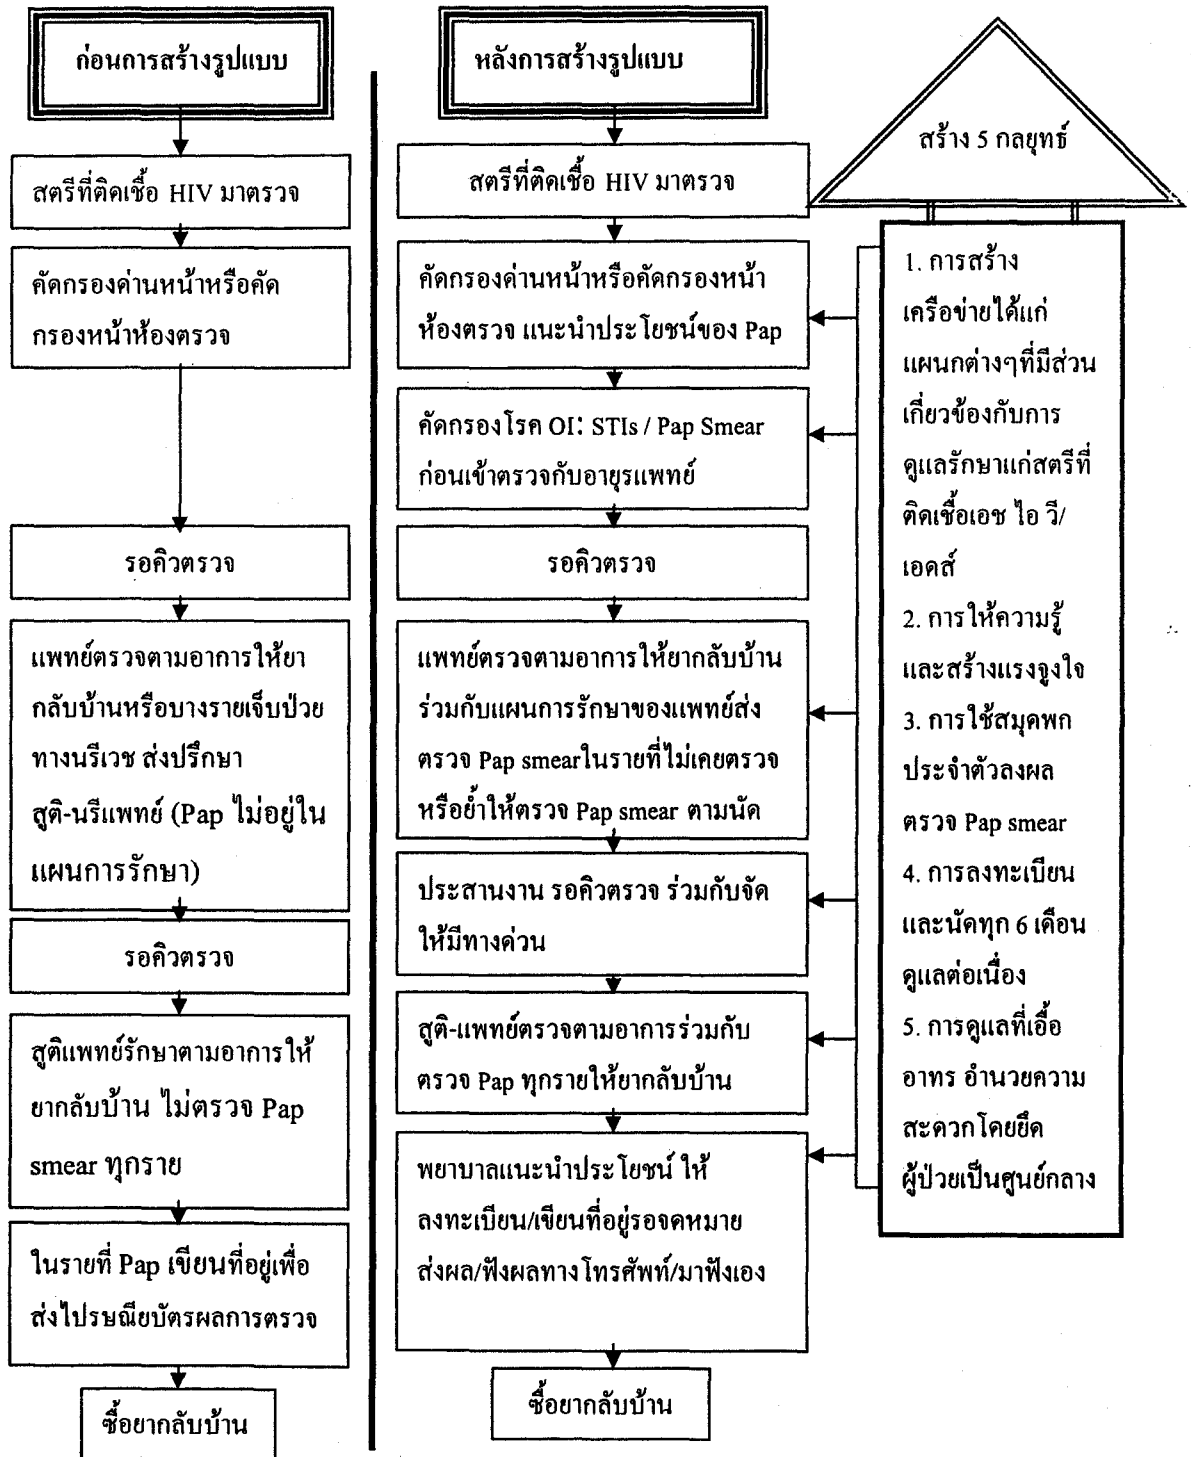 ก่อนการสร้างรูปแบบ
สตรีที่ติดเชื้อ HIV มาตรวจ
คัดกรองด่านหน้าหรือคัด
กรองหน้าห้องตรวจ
รอคิวตรวจ
แพทย์ตรวจตามอาการให้ยา
กลับบ้านหรือบางรายเจ็บป่วย
ทางนรีเวช ส่งปรึกษา
สูติ-นรีแพทย์ (Pap ไม่อยู่ใน
แผนการรักษา)
รอคิวตรวจ
สูติแพทย์รักษาตามอาการให้
ยากลับบ้าน ไม่ตรวจ Pap
smear ทุกราย
ในรายที่ Pap เขียนที่อยู่เพื่อ
ส่งไปรษณียบัตรผลการตรวจ
ซื้อยากลับบ้าน
หลังการสร้างรูปแบบ
สตรีที่ติดเชื้อ HIV มาตรวจ
คัดกรองด่านหน้าหรือคัดกรองหน้า
ห้องตรวจ แนะนำประโยชน์ของ Pap
คัดกรองโรค OI: STIs / Pap Smear
ก่อนเข้าตรวจกับอายุรแพทย์
รอคิวตรวจ
แพทย์ตรวจตามอาการให้ยากลับบ้าน
ร่วมกับแผนการรักษาของแพทย์ส่ง
ตรวจ Pap smearในรายที่ไม่เคยตรวจ
หรือย้ำให้ตรวจ Pap smear ตามนัด
ประสานงาน รอคิวตรวจ ร่วมกับจัด
ให้มีทางด่วน
สูติ-แพทย์ตรวจตามอาการร่วมกับ
ตรวจ Pap ทุกรายให้ยากลับบ้าน
พยาบาลแนะนำประโยชน์ ให้
ลงทะเบียน/เขียนที่อยู่รอจดหมาย
ส่งผล/ฟังผลทางโทรศัพท์/มาฟังเอง
ซื้อยากลับบ้าน
สร้าง 5 กลยุทธ์
1. การสร้าง
เครือข่ายได้แก่
แผนกต่างๆที่มีส่วน
เกี่ยวข้องกับการ
ดูแลรักษาแก่สตรีที่
ติดเชื้อเอช ไอ วี/
เอดส์
2. การให้ความรู้
และสร้างแรงจูงใจ
3. การใช้สมุดพก
ประจำตัวลงผล
ตรวจ Pap smear
4. การลงทะเบียน
และนัดทุก 6 เดือน
ดูแลต่อเนื่อง
5. การดูแลที่เอื้อ
อาทร อำนวยความ
สะดวกโดยยึด
ผู้ป่วยเป็นศูนย์กลาง